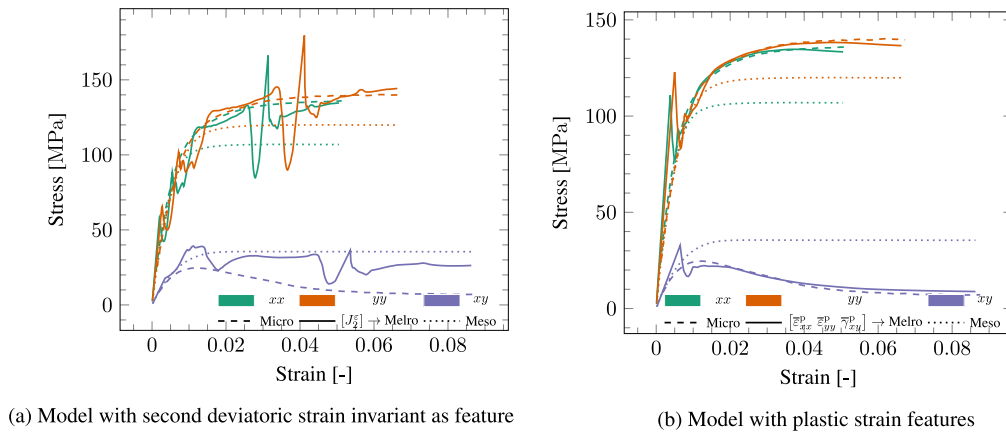 150
100
50
0
Stress [MPa]
xx
yy
xy
Micro
[J₂^ε] → Melro
Meso
0
0.02
0.04
0.06
0.08
Strain [-]
(a) Model with second deviatoric strain invariant as feature
150
100
50
0
Stress [MPa]
xx
yy
xy
Micro
[ε̅ᵖₓₓ ε̅ᵖ_yy γ̅ᵖ_xy] → Melro
Meso
0
0.02
0.04
0.06
0.08
Strain [-]
(b) Model with plastic strain features